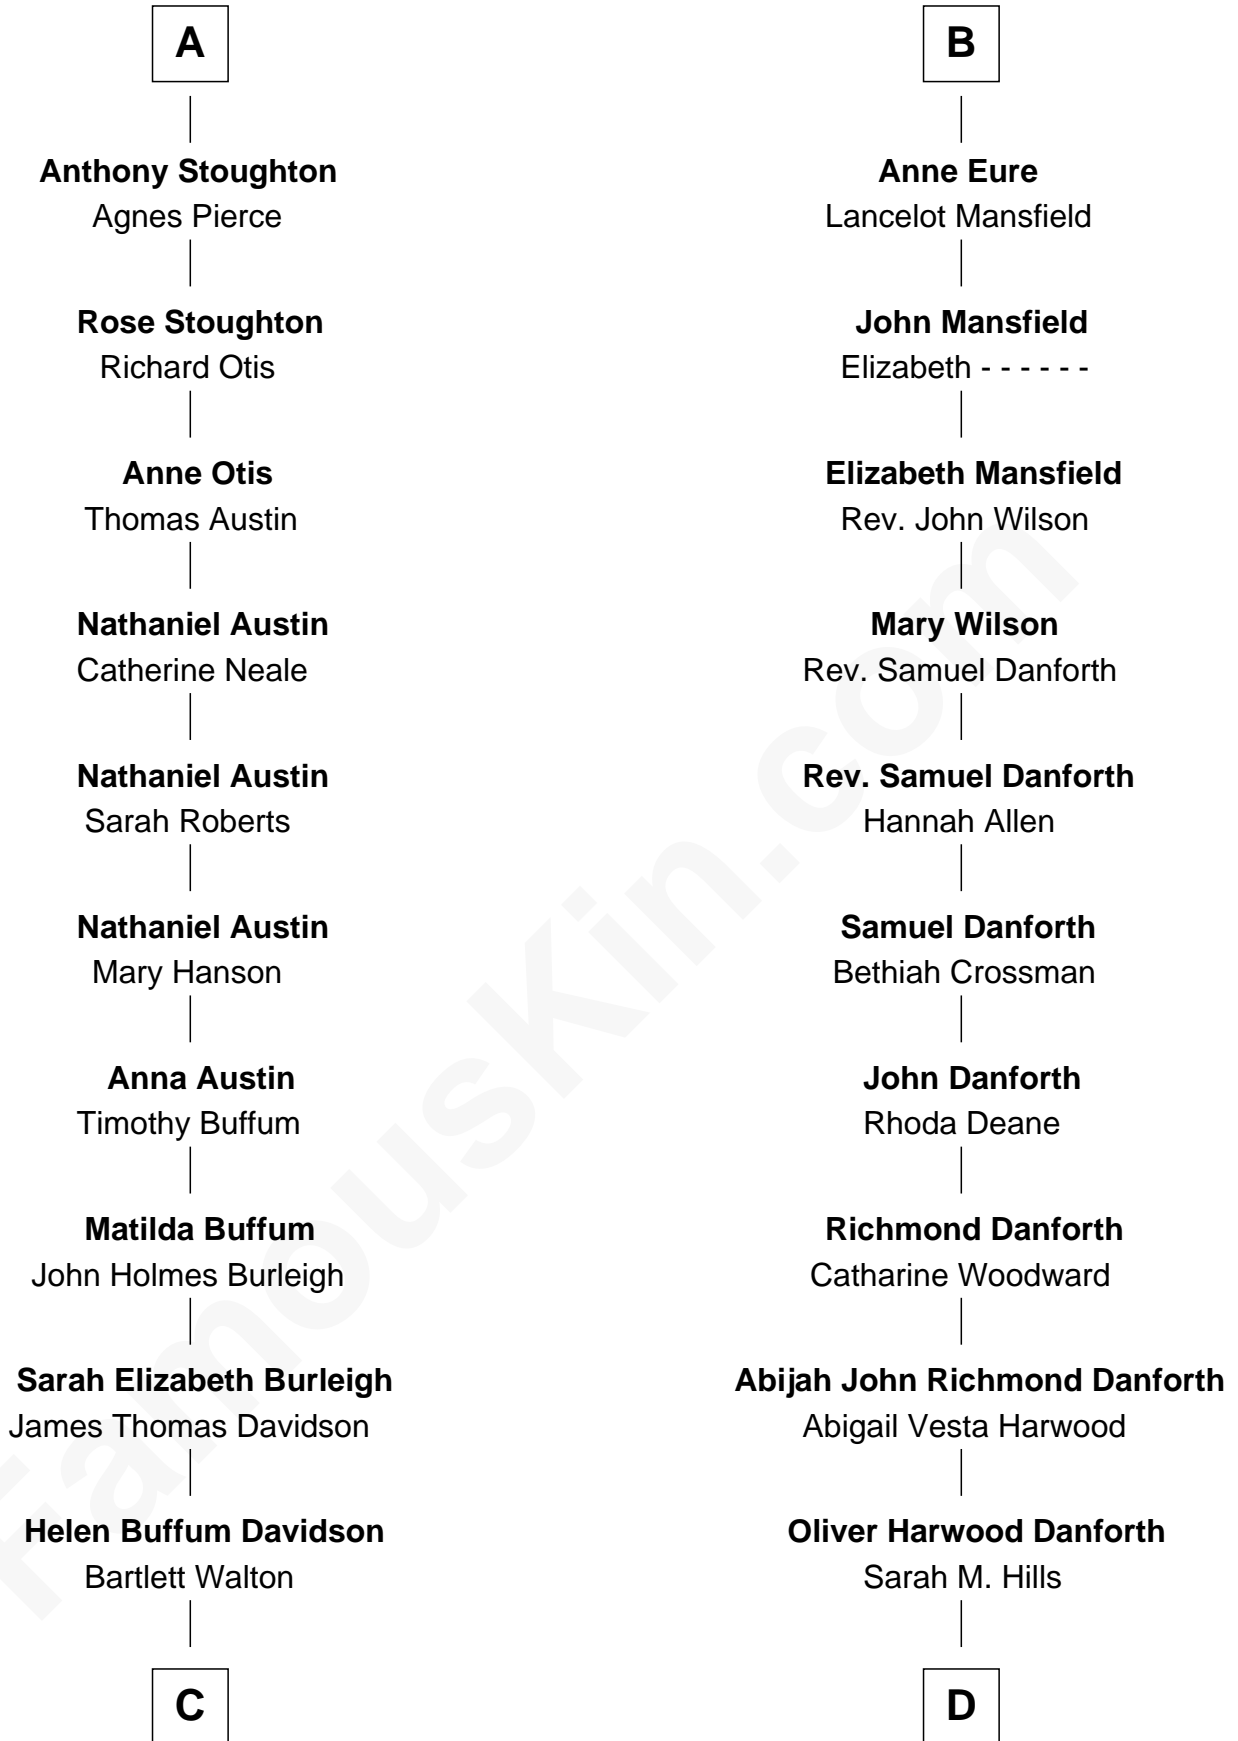 A
Anthony Stoughton
Agnes Pierce
Rose Stoughton
Richard Otis
Anne Otis
Thomas Austin
Nathaniel Austin
Catherine Neale
Nathaniel Austin
Sarah Roberts
Nathaniel Austin
Mary Hanson
Anna Austin
Timothy Buffum
Matilda Buffum
John Holmes Burleigh
Sarah Elizabeth Burleigh
James Thomas Davidson
Helen Buffum Davidson
Bartlett Walton
C
B
Anne Eure
Lancelot Mansfield
John Mansfield
Elizabeth - - - - - -
Elizabeth Mansfield
Rev. John Wilson
Mary Wilson
Rev. Samuel Danforth
Rev. Samuel Danforth
Hannah Allen
Samuel Danforth
Bethiah Crossman
John Danforth
Rhoda Deane
Richmond Danforth
Catharine Woodward
Abijah John Richmond Danforth
Abigail Vesta Harwood
Oliver Harwood Danforth
Sarah M. Hills
D
FamousKin.com